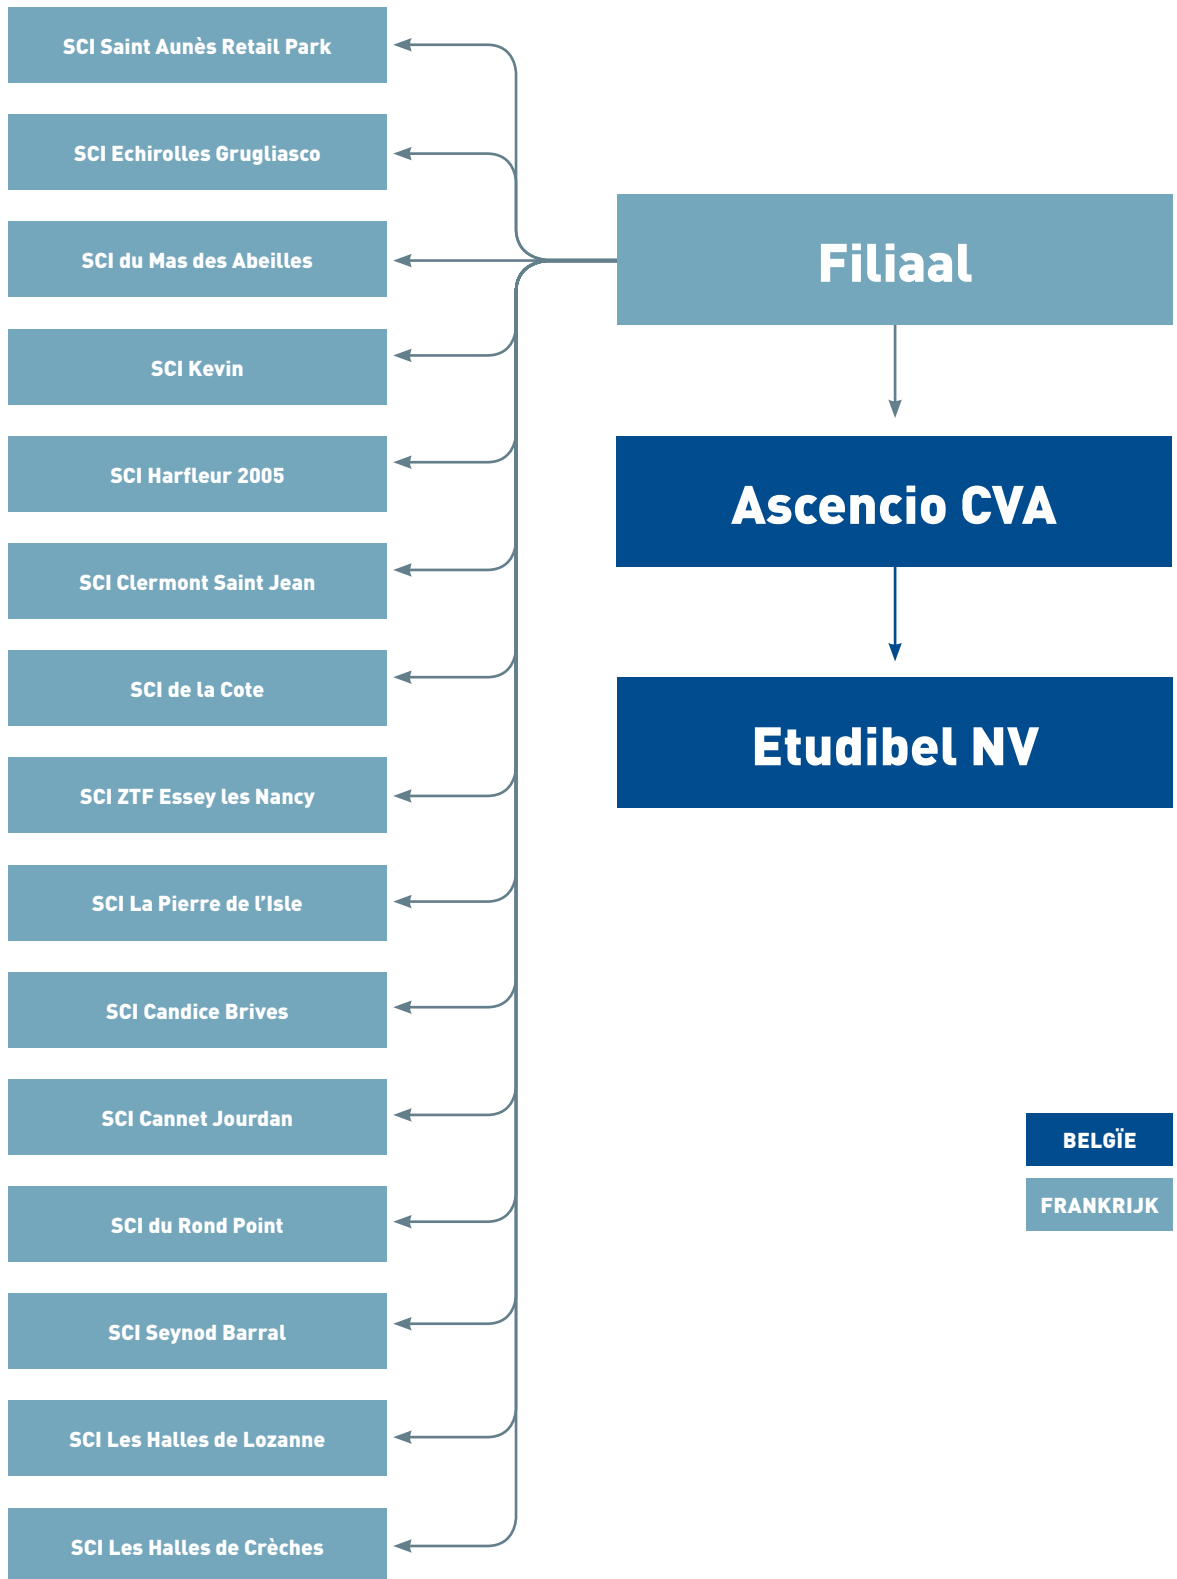 SCI Saint Aunès Retail Park
SCI Echirolles Grugliasco
SCI du Mas des Abeilles
SCI Kevin
SCI Harfleur 2005
SCI Clermont Saint Jean
SCI de la Cote
SCI ZTF Essey les Nancy
SCI La Pierre de l’Isle
SCI Candice Brives
SCI Cannet Jourdan
SCI du Rond Point
SCI Seynod Barral
SCI Les Halles de Lozanne
SCI Les Halles de Crèches
Filiaal
Ascencio CVA
Etudibel NV
BELGÏE
FRANKRIJK